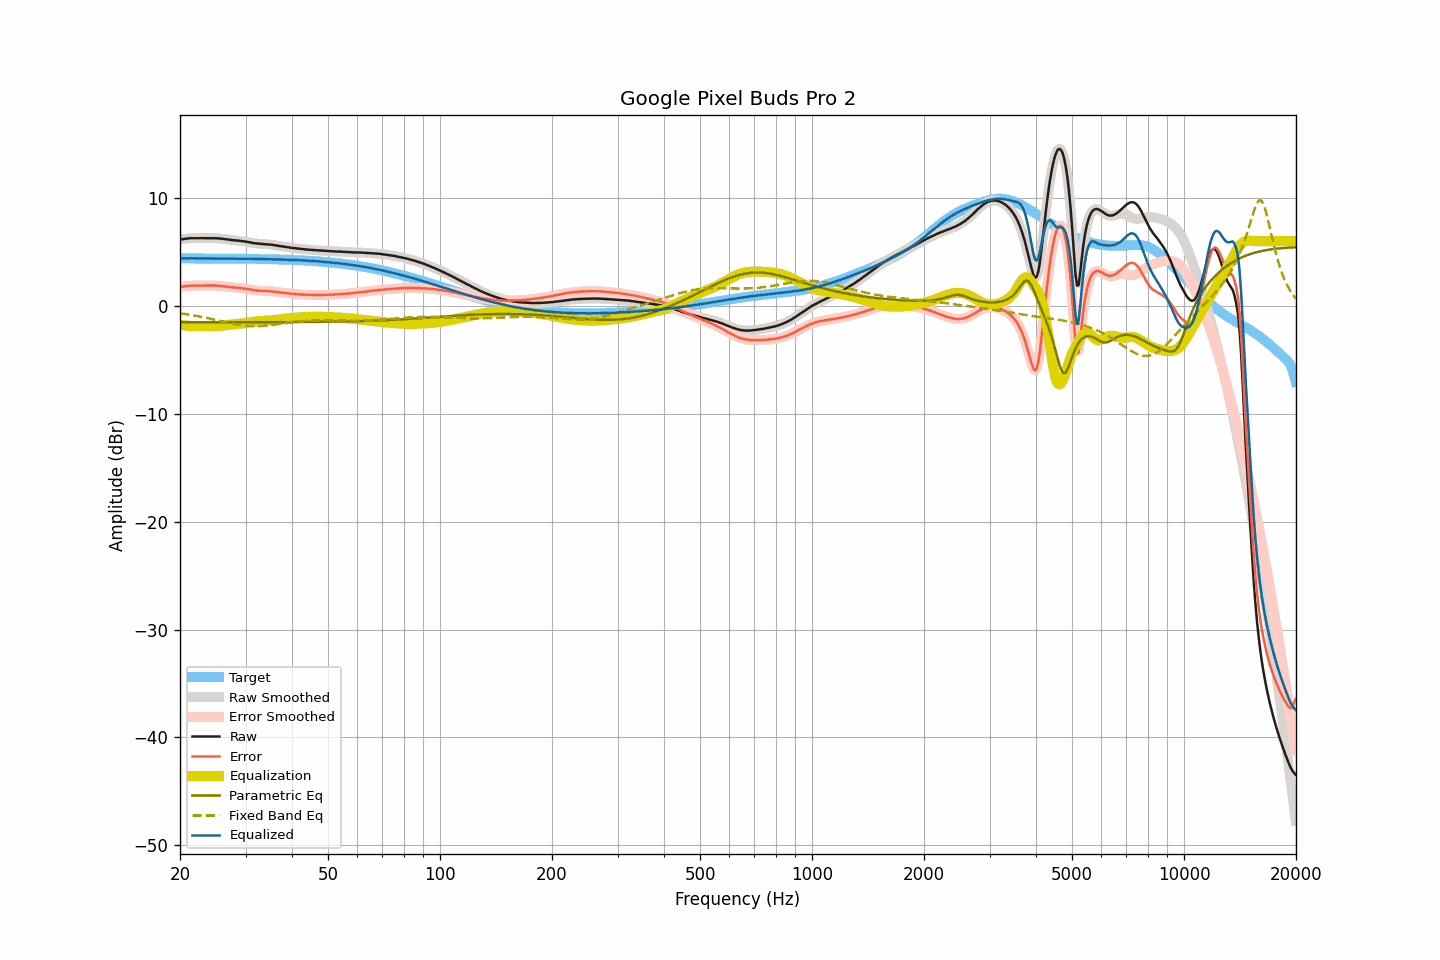 Google Pixel Buds Pro 2
Amplitude (dBr)
10
0
−10
−20
−30
−40
−50
Target
Raw Smoothed
Error Smoothed
Raw
Error
Equalization
Parametric Eq
Fixed Band Eq
Equalized
20 50 100 200 500 1000 2000 5000 10000 20000
Frequency (Hz)